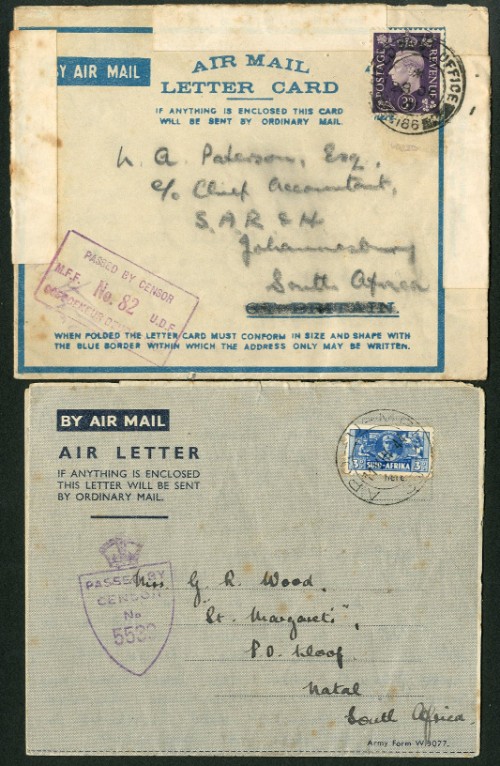 BY AIR MAIL
AIR MAIL
LETTER CARD
IF ANYTHING IS ENCLOSED THIS CARD
WILL BE SENT BY ORDINARY MAIL.
POSTAGE
REVENUE
3D
OFFICE
186
A. Paterson, Esq.,
c/o Chief Accountant,
S.A.R & H
Johannesburg
South Africa
GT. BRITAIN
PASSED BY CENSOR
M.F.F. No. 82 U.D.F.
WHEN FOLDED THE LETTER CARD MUST CONFORM IN SIZE AND SHAPE WITH
THE BLUE BORDER WITHIN WHICH THE ADDRESS ONLY MAY BE WRITTEN.
BY AIR MAIL
AIR LETTER
IF ANYTHING IS ENCLOSED
THIS LETTER WILL BE SENT
BY ORDINARY MAIL.
SUID-AFRIKA
PASSED BY
CENSOR
No
Miss. G. R. Wood,
"St. Margaret's",
P.O. Kloof.
Natal
South Africa.
Army Form W3077.